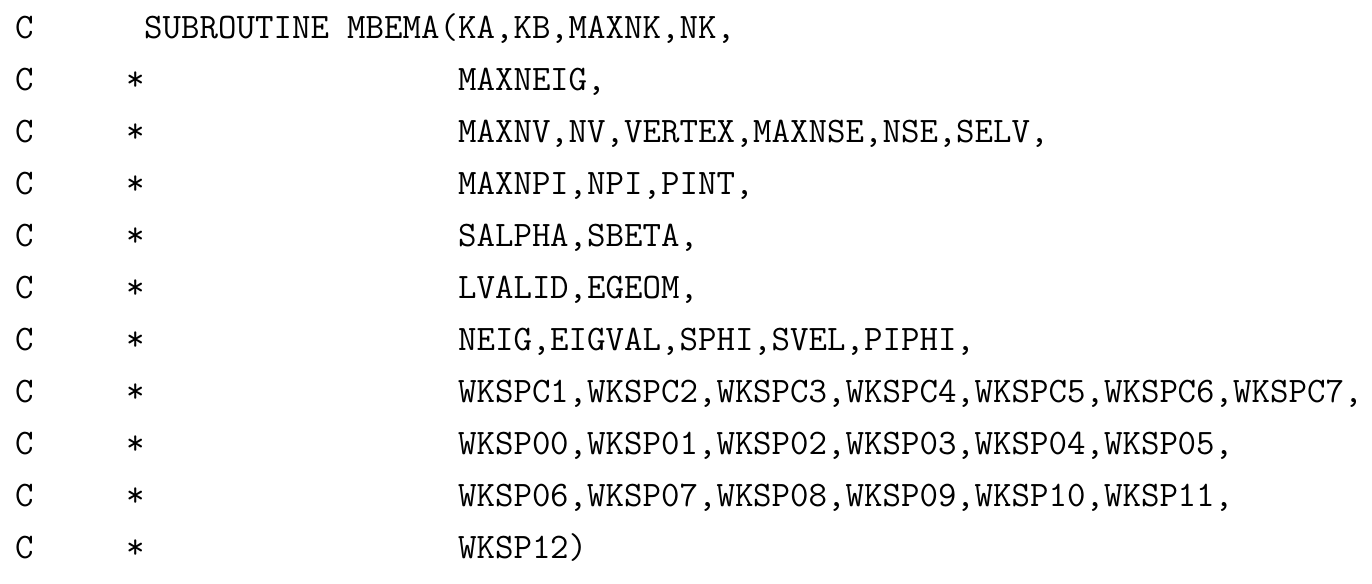 C      SUBROUTINE MBEMA(KA,KB,MAXNK,NK,
C     *                 MAXNEIG,
C     *                 MAXNV,NV,VERTEX,MAXNSE,NSE,SELV,
C     *                 MAXNPI,NPI,PINT,
C     *                 SALPHA,SBETA,
C     *                 LVALID,EGEOM,
C     *                 NEIG,EIGVAL,SPHI,SVEL,PIPHI,
C     *                 WKSPC1,WKSPC2,WKSPC3,WKSPC4,WKSPC5,WKSPC6,WKSPC7,
C     *                 WKSP00,WKSP01,WKSP02,WKSP03,WKSP04,WKSP05,
C     *                 WKSP06,WKSP07,WKSP08,WKSP09,WKSP10,WKSP11,
C     *                 WKSP12)